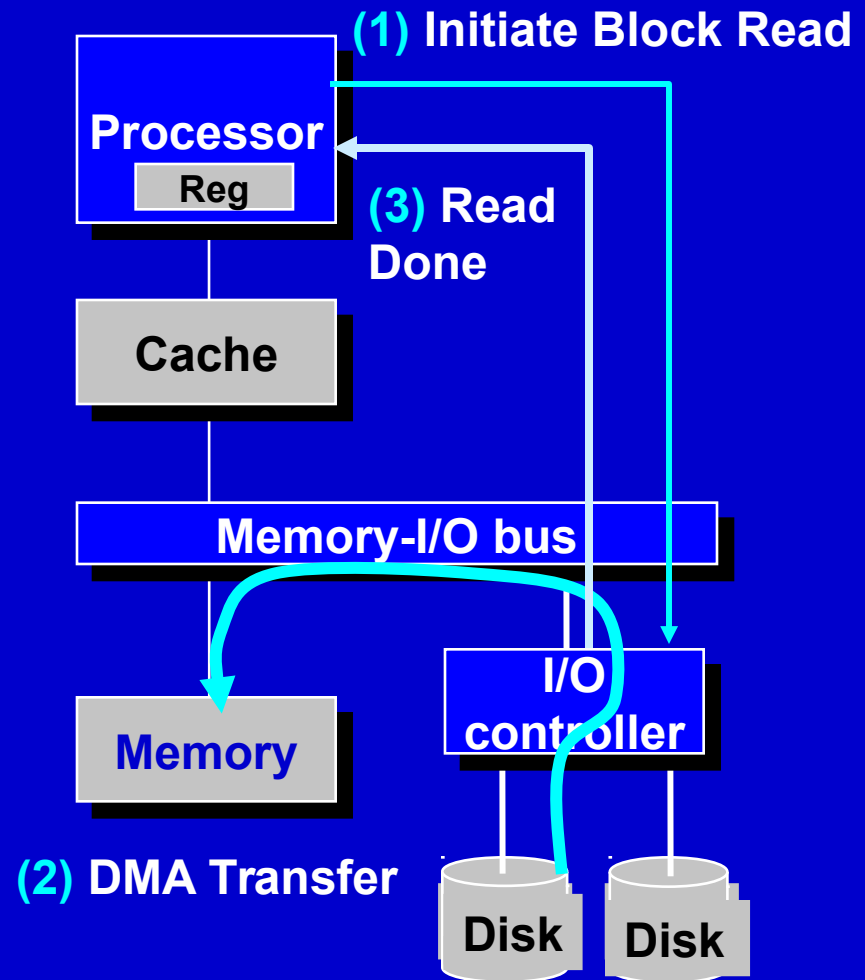 (1) Initiate Block Read
Processor
Reg
(3) Read
Done
Cache
Memory-I/O bus
I/O
controller
Memory
(2) DMA Transfer
Disk
Disk